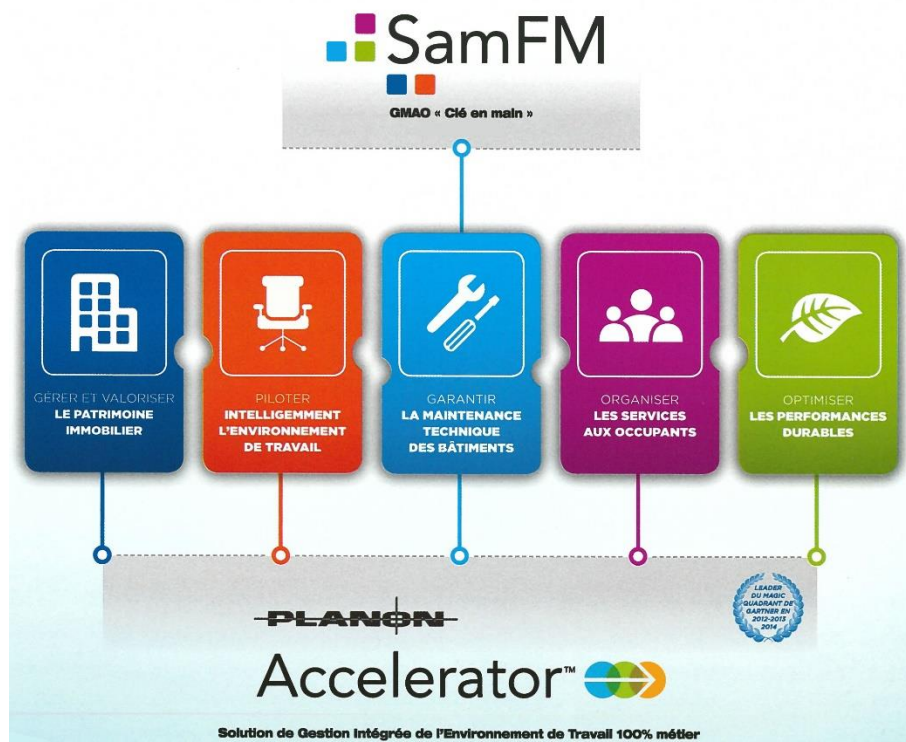 SamFM
GMAO « Clé en main »
GÉRER ET VALORISER
LE PATRIMOINE
IMMOBILIER
PILOTER
INTELLIGEMMENT
L'ENVIRONNEMENT
DE TRAVAIL
GARANTIR
LA MAINTENANCE
TECHNIQUE
DES BÂTIMENTS
ORGANISER
LES SERVICES
AUX OCCUPANTS
OPTIMISER
LES PERFORMANCES
DURABLES
PLANON
LEADER
DU MAGIC
QUADRANT DE
GARTNER EN
2012-2013
2014
Accelerator™
Solution de Gestion Intégrée de l'Environnement de Travail 100% métier